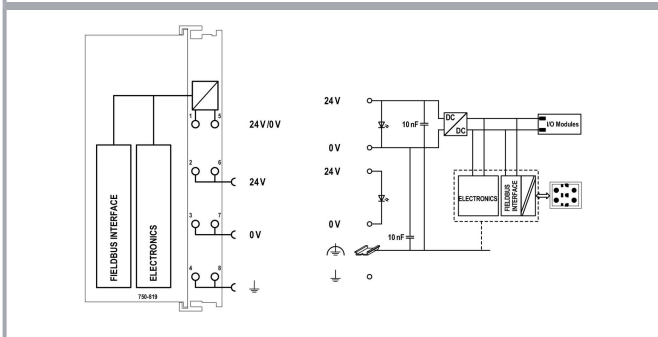 1 5
24 V / 0 V
2 6
24 V
3 7
0 V
4 8
FIELDBUS INTERFACE
ELECTRONICS
750-819
24 V
0 V
24 V
0 V
10 nF
10 nF
DC
DC
I/O Modules
ELECTRONICS
FIELDBUS
INTERFACE